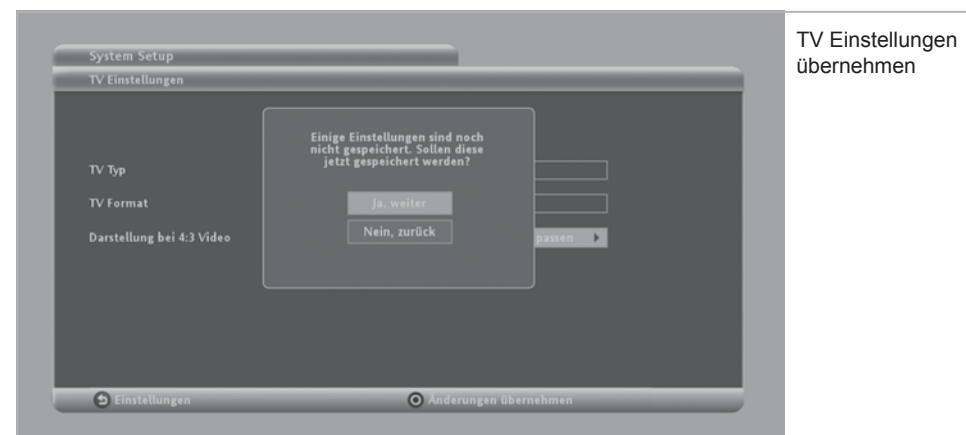 System Setup
TV Einstellungen
Einige Einstellungen sind noch
nicht gespeichert. Sollen diese
jetzt gespeichert werden?
TV Typ
Ja, weiter
TV Format
Nein, zurück
Darstellung bei 4:3 Video
passen
Einstellungen
Änderungen übernehmen
TV Einstellungen
übernehmen